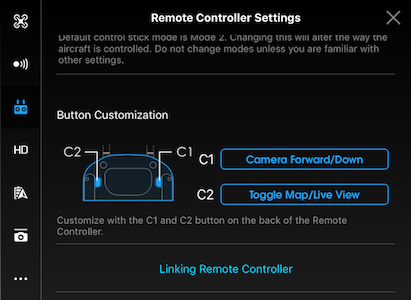 Remote Controller Settings
Default control stick mode is Mode 2. Changing this will alter the way the
aircraft is controlled. Do not change modes unless you are familiar with
other settings.
Button Customization
C2 C1
C1 Camera Forward/Down
C2 Toggle Map/Live View
HD
Customize with the C1 and C2 button on the back of the Remote
Controller.
Linking Remote Controller